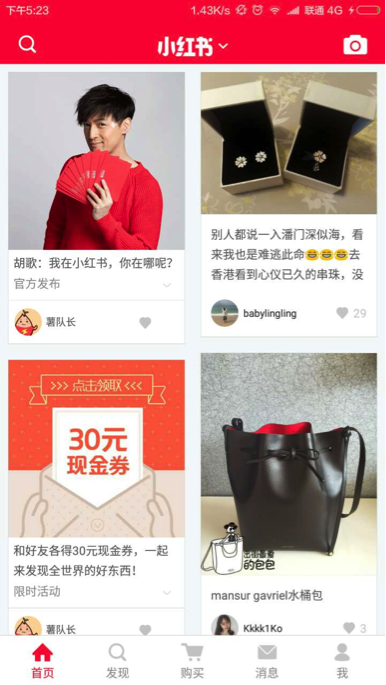 下午5:23
1.43K/s
联通 4G
小红书
胡歌：我在小红书，你在哪呢？
官方发布
薯队长
别人都说一入潘门深似海，看
来我也是难逃此命😂😂😂去
香港看到心仪已久的串珠，没
babylingling
29
>>> 点击领取 <<<
30元
现金券
和好友各得30元现金券，一起
来发现全世界的好东西！
限时活动
薯队长
的包包
mansur gavriel水桶包
Kkkk1Ko
3
首页
发现
购买
消息
我